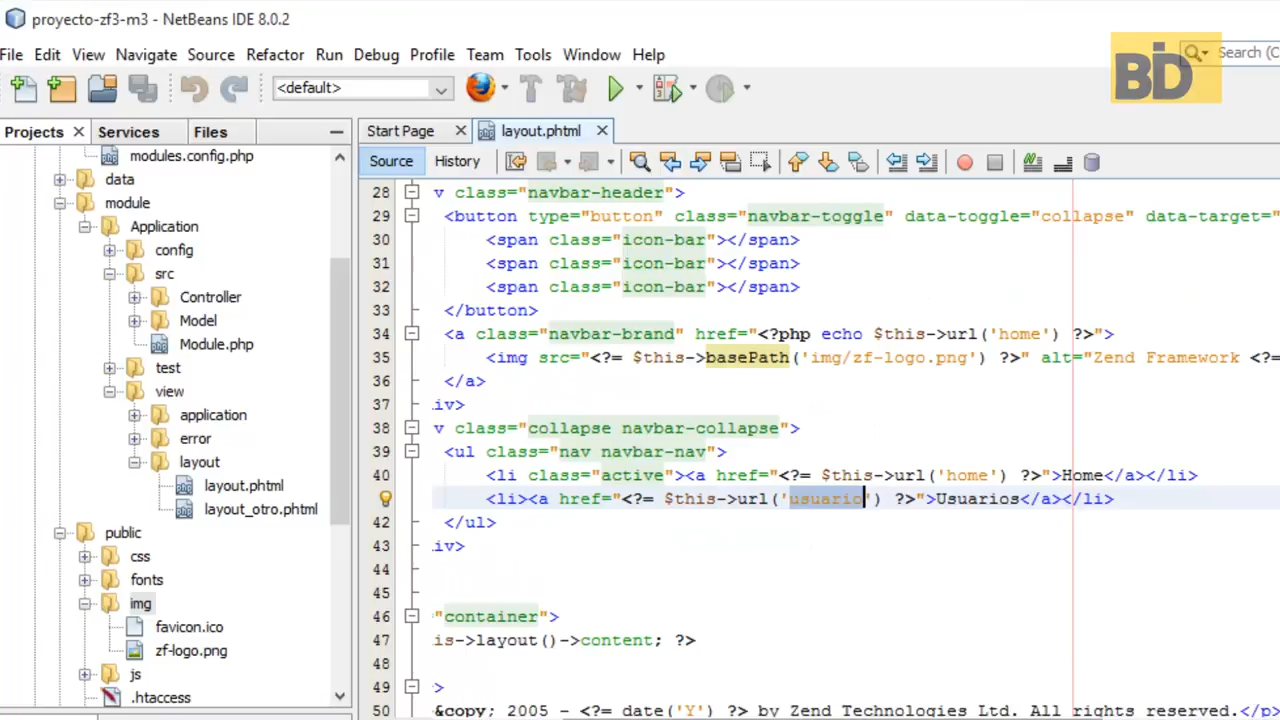 proyecto-zf3-m3 - NetBeans IDE 8.0.2
File Edit View Navigate Source Refactor Run Debug Profile Team Tools Window Help
BID
Search (C
<default>
Projects Services Files
Start Page layout.phtml
Source History
modules.config.php
data
module
Application
config
src
Controller
Model
Module.php
test
view
application
error
layout
layout.phtml
layout_otro.phtml
public
css
fonts
img
favicon.ico
zf-logo.png
js
.htaccess
28 v class="navbar-header">
29 <button type="button" class="navbar-toggle" data-toggle="collapse" data-target="
30 <span class="icon-bar"></span>
31 <span class="icon-bar"></span>
32 <span class="icon-bar"></span>
33 </button>
34 <a class="navbar-brand" href="<?php echo $this->url('home') ?>">
35 <img src="<?= $this->basePath('img/zf-logo.png') ?>" alt="Zend Framework <?=
36 </a>
37 iv>
38 v class="collapse navbar-collapse">
39 <ul class="nav navbar-nav">
40 <li class="active"><a href="<?= $this->url('home') ?>">Home</a></li>
41 <li><a href="<?= $this->url('usuario') ?>">Usuarios</a></li>
42 </ul>
43 iv>
44
45
46 "container">
47 is->layout()->content; ?>
48
49 >
50 &copy; 2005 - <?= date('Y') ?> by Zend Technologies Ltd. All rights reserved.</p>